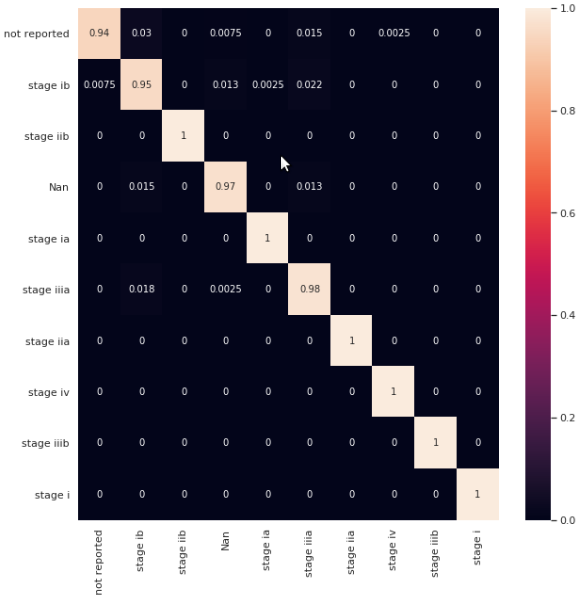 not reported 0.94 0.03 0 0.0075 0 0.015 0 0.0025 0 0
stage ib 0.0075 0.95 0 0.013 0.0025 0.022 0 0 0 0
stage iib 0 0 1 0 0 0 0 0 0 0
Nan 0 0.015 0 0.97 0 0.013 0 0 0 0
stage ia 0 0 0 0 1 0 0 0 0 0
stage iiia 0 0.018 0 0.0025 0 0.98 0 0 0 0
stage iia 0 0 0 0 0 0 1 0 0 0
stage iv 0 0 0 0 0 0 0 1 0 0
stage iiib 0 0 0 0 0 0 0 0 1 0
stage i 0 0 0 0 0 0 0 0 0 1
not reported stage ib stage iib Nan stage ia stage iiia stage iia stage iv stage iiib stage i
1.0
0.8
0.6
0.4
0.2
0.0